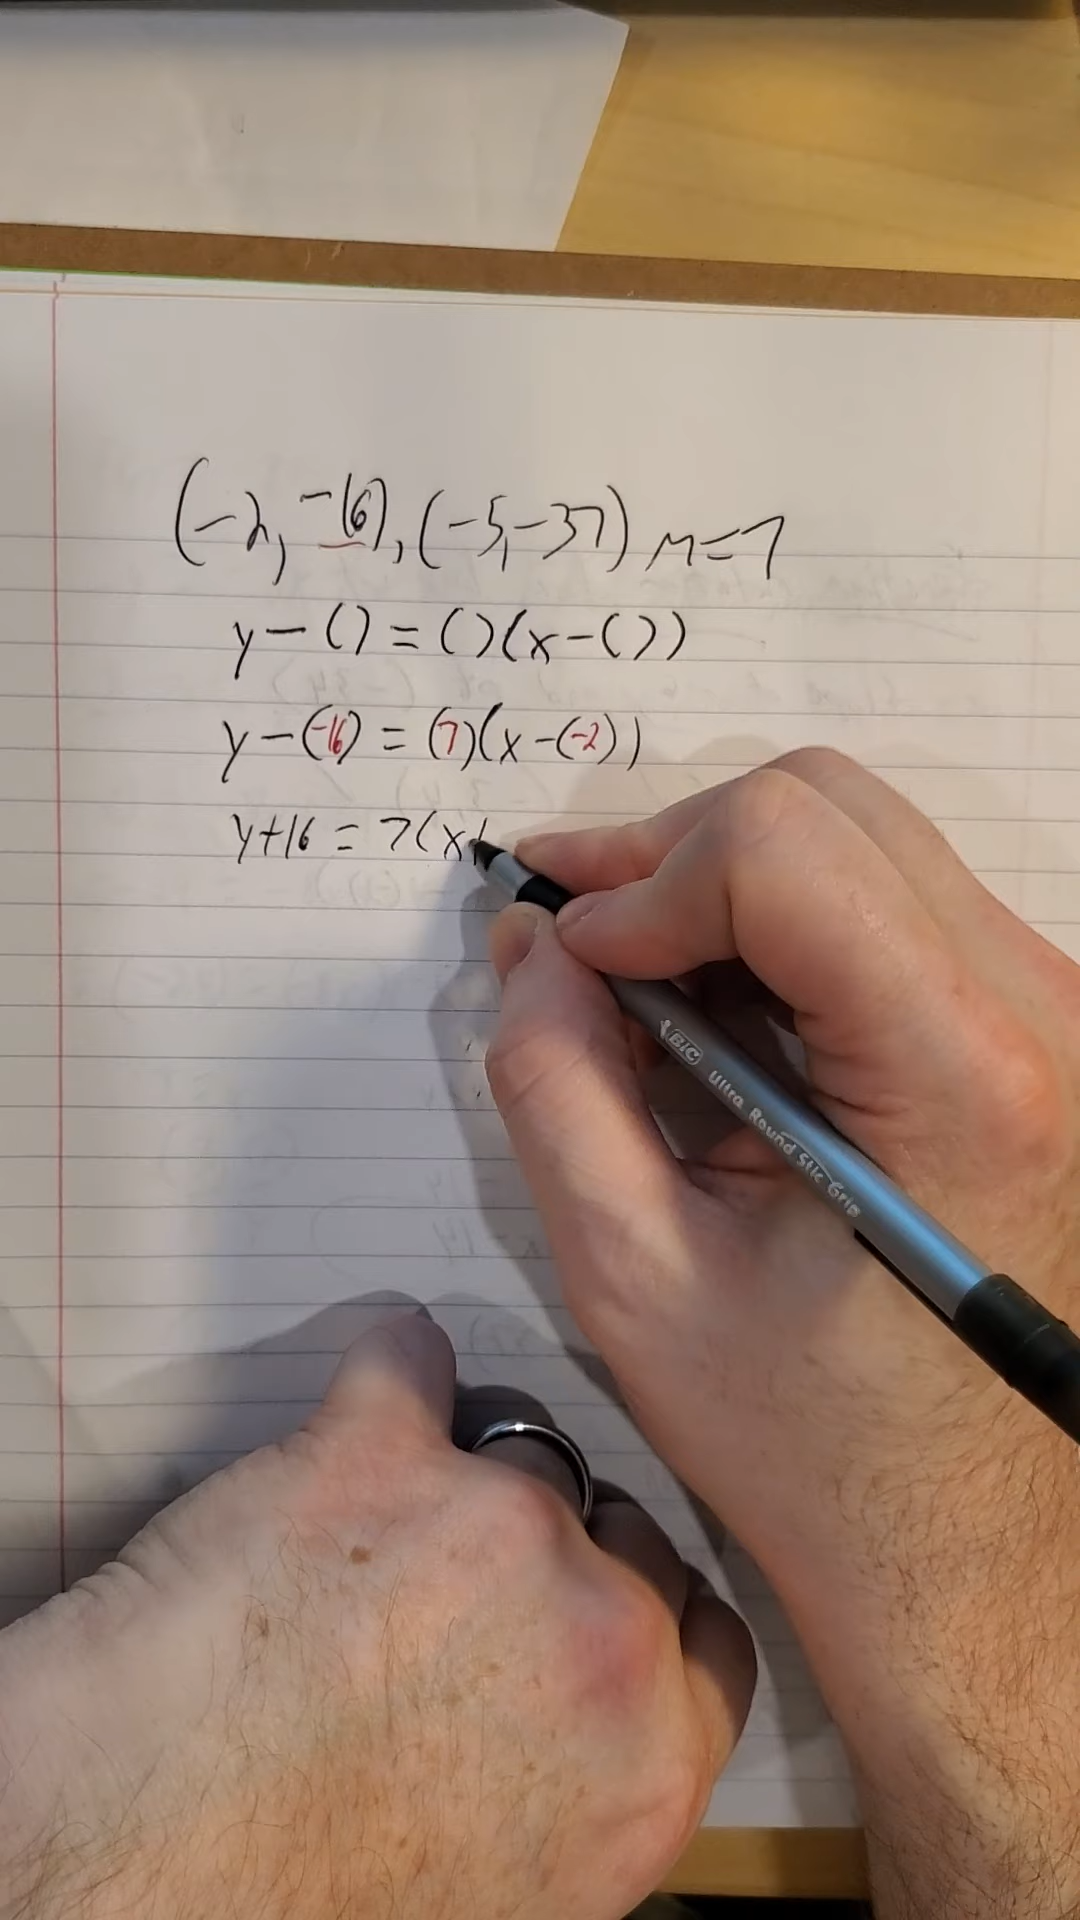 (-2, -16), (-5, -37) m=7
y-()=()(x-())
y-(-16)=(7)(x-(-2))
y+16=7(x+
BIC Ultra Round Stic Grip